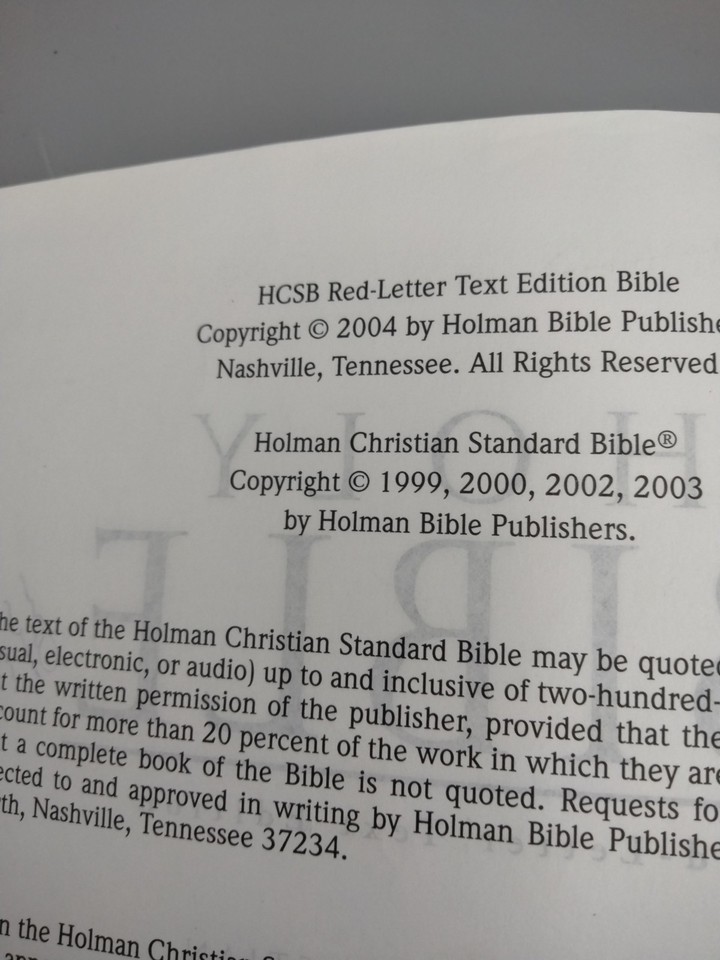 HCSB Red-Letter Text Edition Bible
Copyright © 2004 by Holman Bible Publishe
Nashville, Tennessee. All Rights Reserved
Holman Christian Standard Bible®
Copyright © 1999, 2000, 2002, 2003
by Holman Bible Publishers.
he text of the Holman Christian Standard Bible may be quoted
sual, electronic, or audio) up to and inclusive of two-hundred-
t the written permission of the publisher, provided that the
count for more than 20 percent of the work in which they are
t a complete book of the Bible is not quoted. Requests fo
ected to and approved in writing by Holman Bible Publishe
th, Nashville, Tennessee 37234.
n the Holman Christian